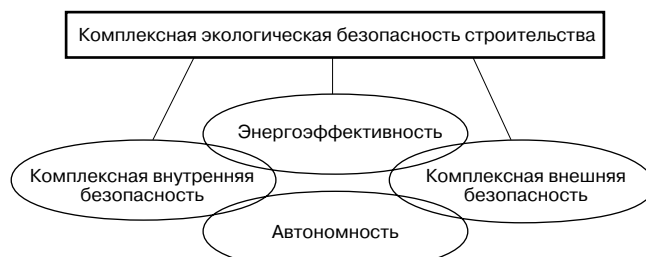 Комплексная экологическая безопасность строительства
Энергоэффективность
Комплексная внутренняя
безопасность
Комплексная внешняя
безопасность
Автономность